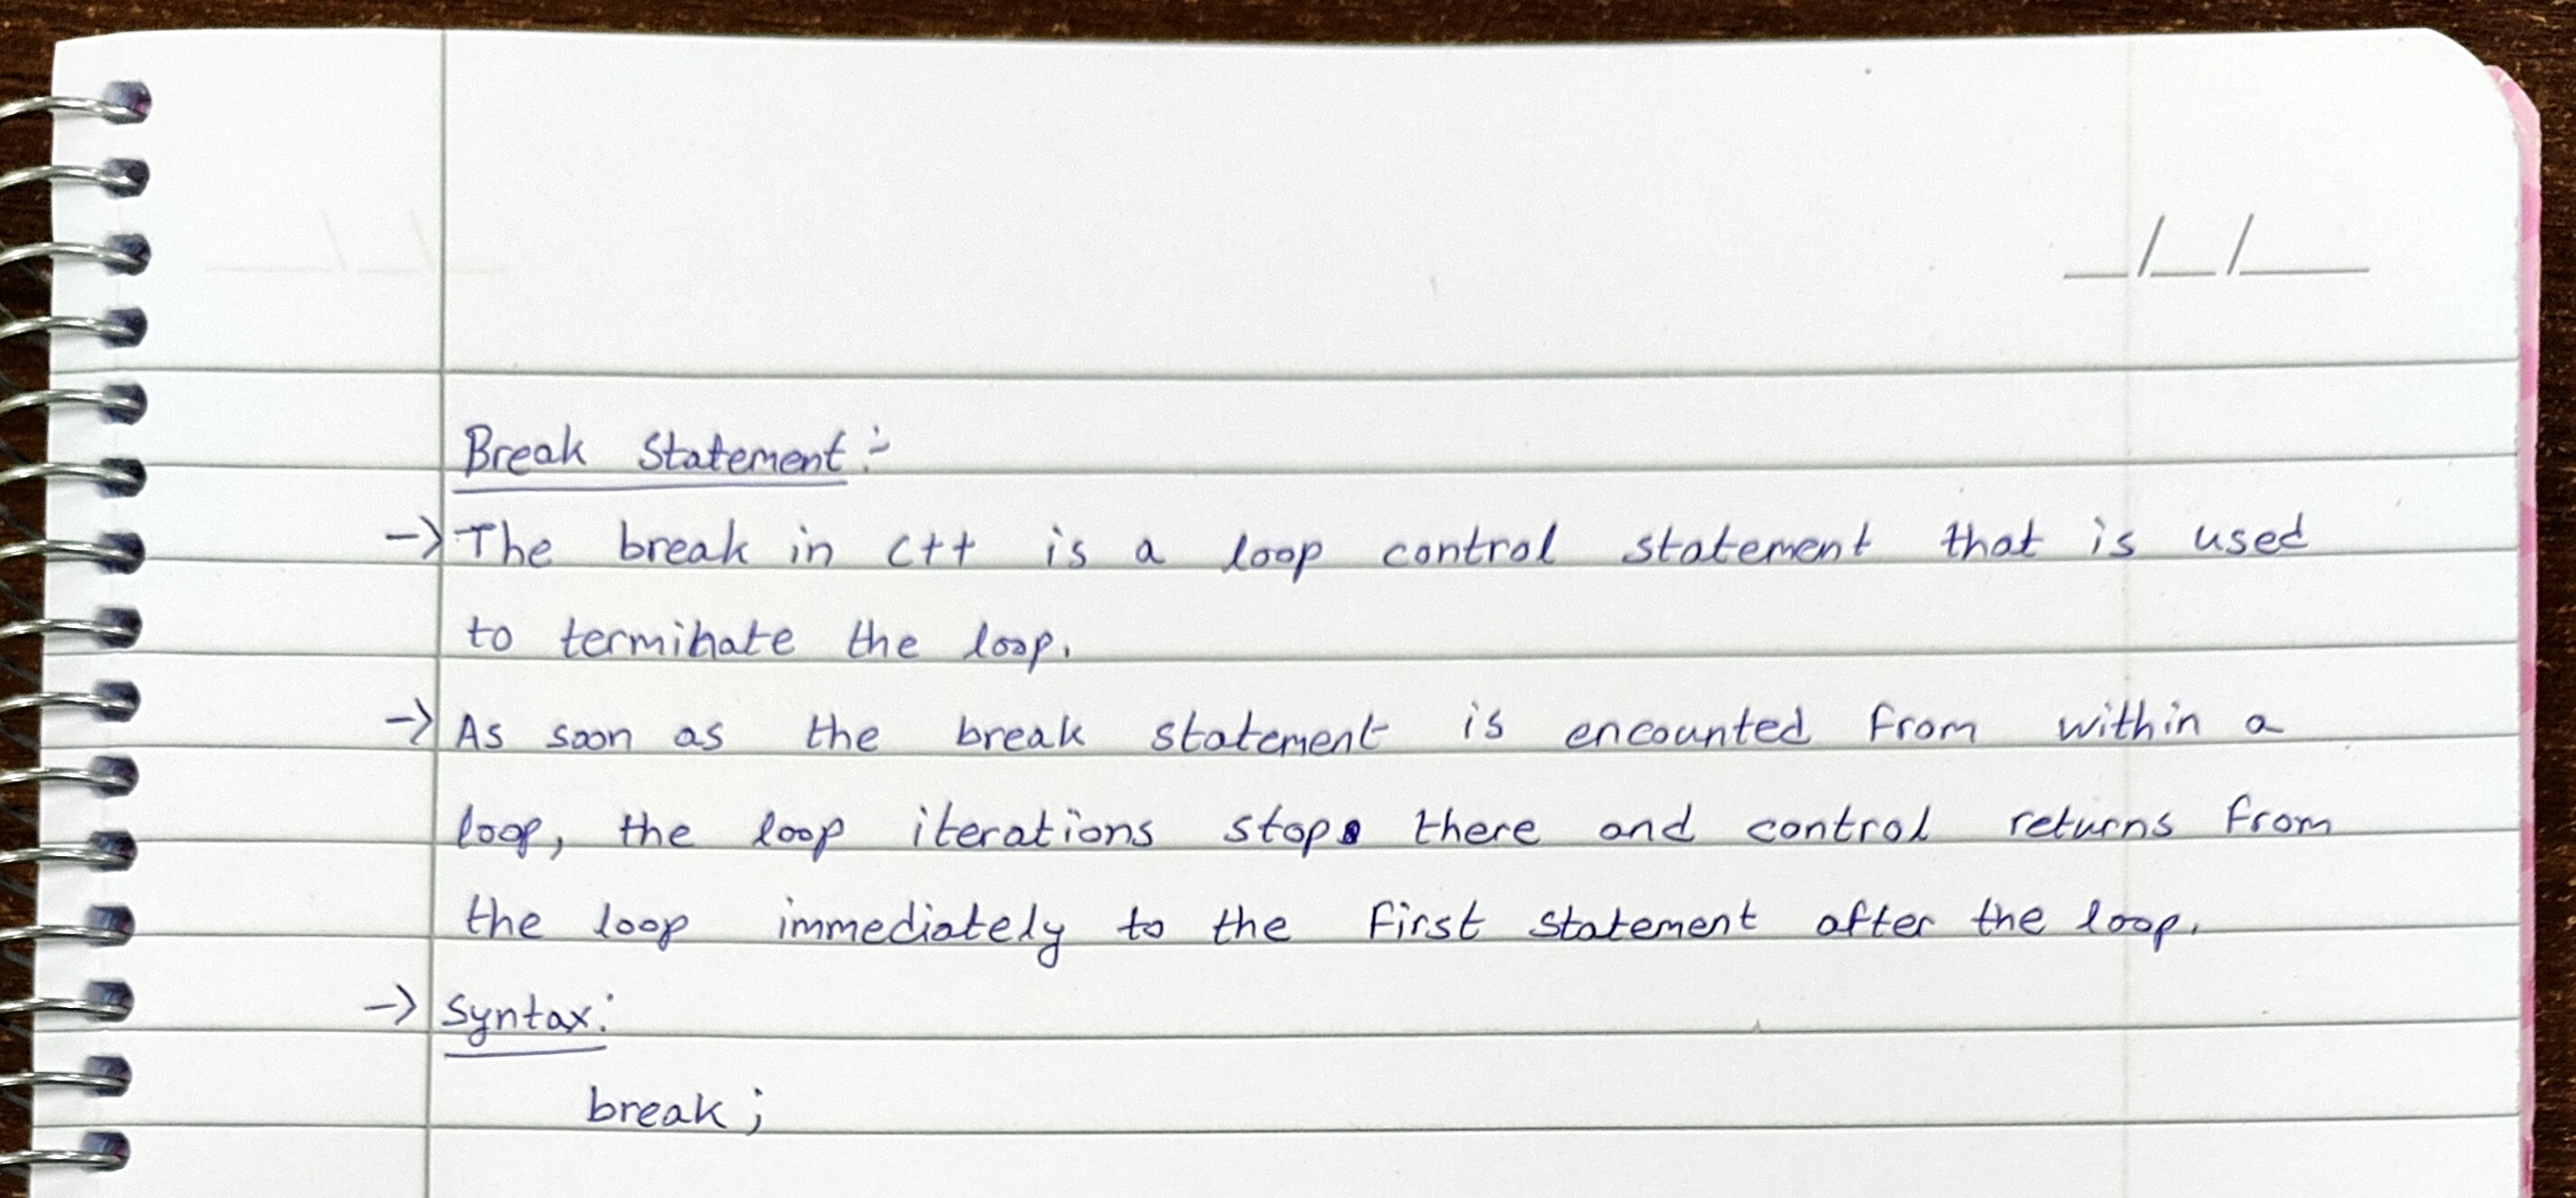 Break Statement :-
-> The break in C++ is a loop control statement that is used
to terminate the loop.
-> As soon as the break statement is encounted from within a
loop, the loop iterations stops there and control returns from
the loop immediately to the first statement after the loop.
-> Syntax:
break;